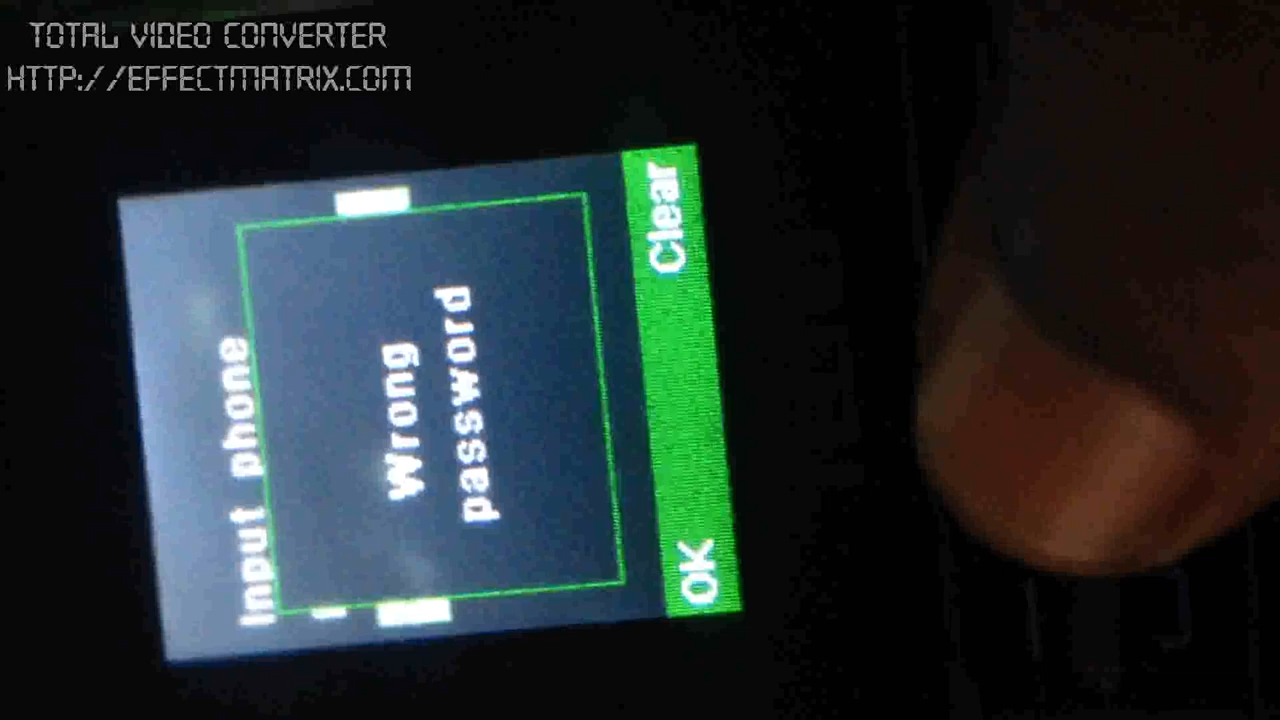 TOTAL VIDEO CONVERTER
HTTP://EFFECTMATRIX.COM
Input phone
Wrong
password
OK
Clear